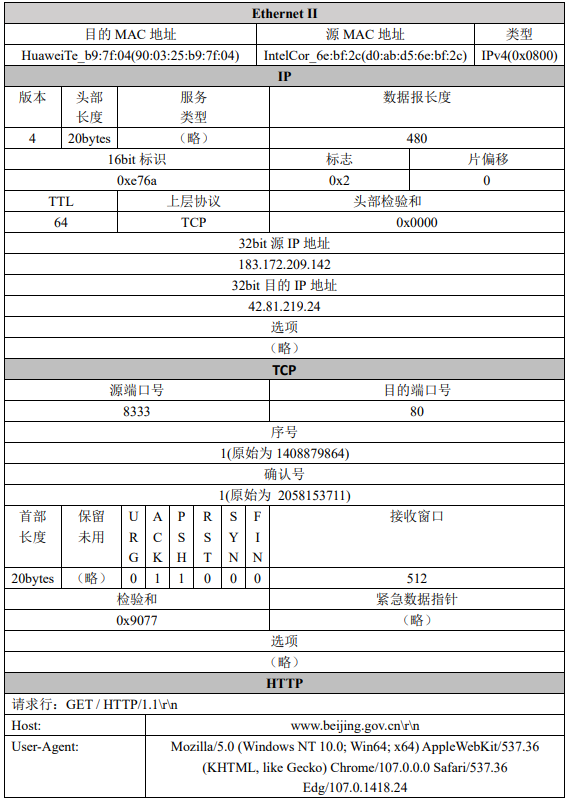 Ethernet II
目的 MAC 地址 源 MAC 地址 类型
HuaweiTe_b9:7f:04(90:03:25:b9:7f:04) IntelCor_6e:bf:2c(d0:ab:d5:6e:bf:2c) IPv4(0x0800)
IP
版本 头部长度 服务类型 数据报长度
4 20bytes （略） 480
16bit 标识 标志 片偏移
0xe76a 0x2 0
TTL 上层协议 头部检验和
64 TCP 0x0000
32bit 源 IP 地址
183.172.209.142
32bit 目的 IP 地址
42.81.219.24
选项
（略）
TCP
源端口号 目的端口号
8333 80
序号
1(原始为 1408879864)
确认号
1(原始为 2058153711)
首部长度 保留未用 URG ACK PSH RST SYN FIN 接收窗口
20bytes （略） 0 1 1 0 0 0 512
检验和 紧急数据指针
0x9077 （略）
选项
（略）
HTTP
请求行：GET / HTTP/1.1\r\n
Host: www.beijing.gov.cn\r\n
User-Agent: Mozilla/5.0 (Windows NT 10.0; Win64; x64) AppleWebKit/537.36
(KHTML, like Gecko) Chrome/107.0.0.0 Safari/537.36
Edg/107.0.1418.24